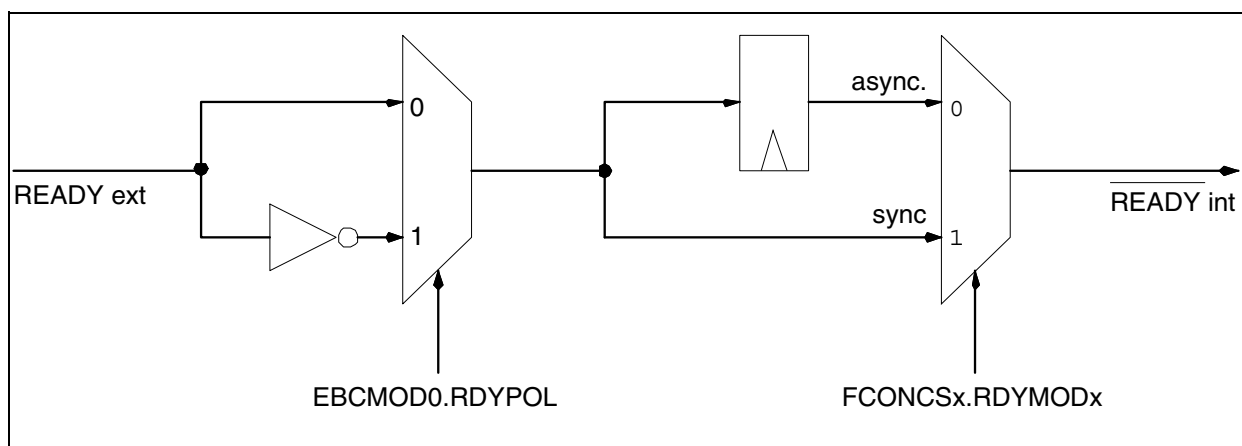 async.
0
0
READY ext
READY int
sync
1
1
EBCMOD0.RDYPOL
FCONCSx.RDYMODx